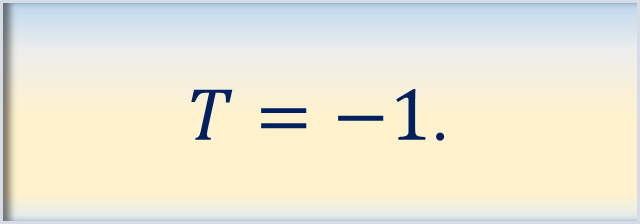 T = −1.